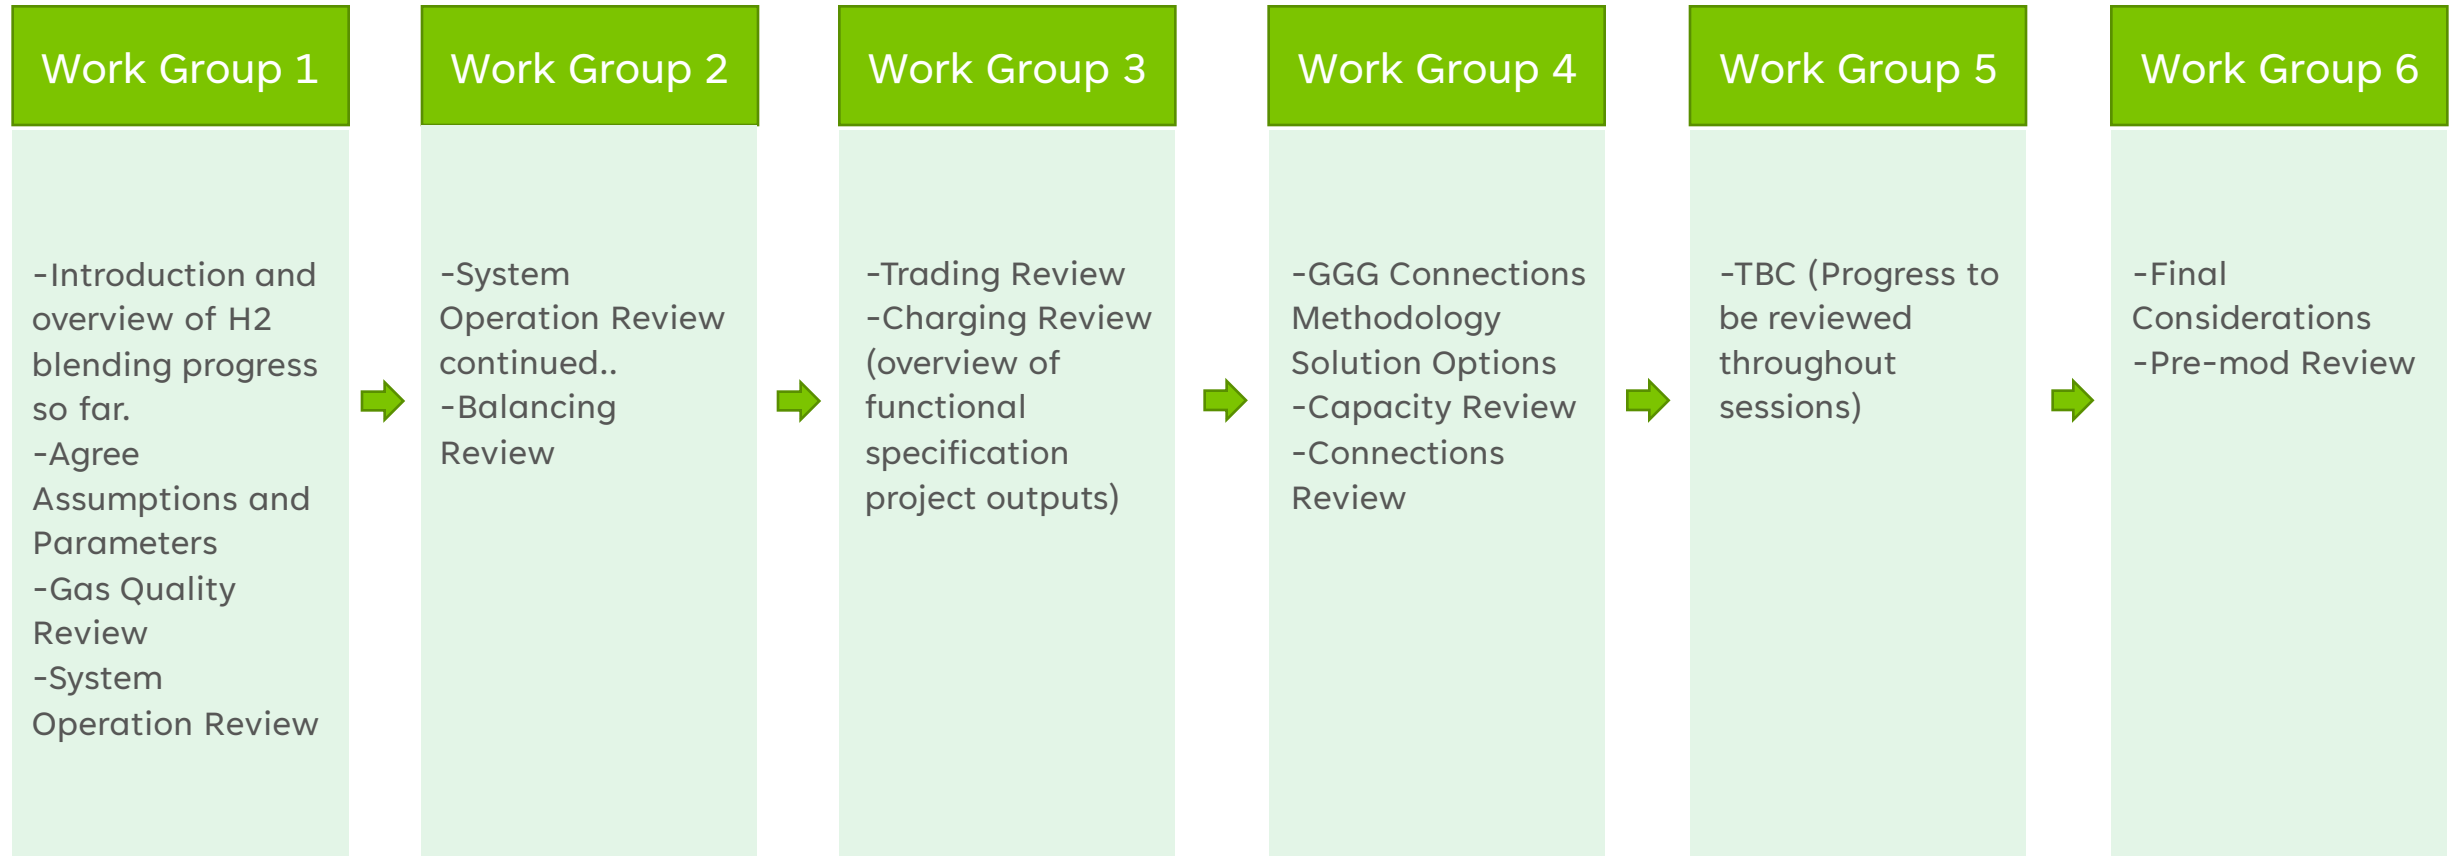 Work Group 1
-Introduction and
overview of H2
blending progress
so far.
-Agree
Assumptions and
Parameters
-Gas Quality
Review
-System
Operation Review
Work Group 2
-System
Operation Review
continued..
-Balancing
Review
Work Group 3
-Trading Review
-Charging Review
(overview of
functional
specification
project outputs)
Work Group 4
-GGG Connections
Methodology
Solution Options
-Capacity Review
-Connections
Review
Work Group 5
-TBC (Progress to
be reviewed
throughout
sessions)
Work Group 6
-Final
Considerations
-Pre-mod Review